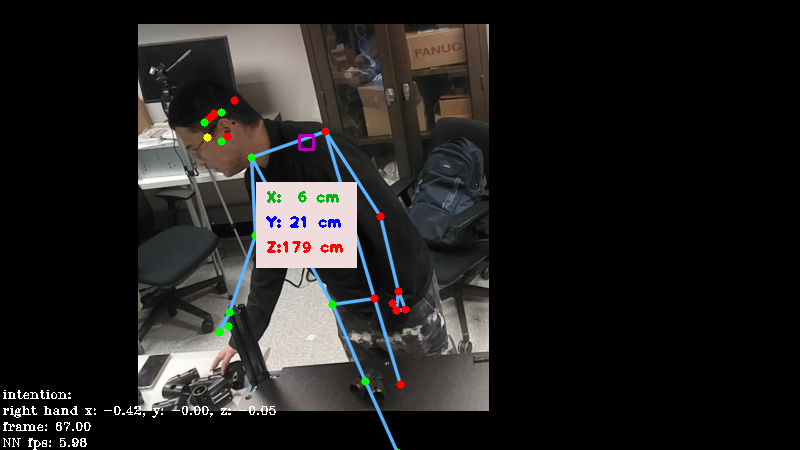 FANUC
X: 6 cm
Y: 21 cm
Z:179 cm
intention:
right hand x: -0.42, y: -0.00, z: -0.05
frame: 67.00
NN fps: 5.98